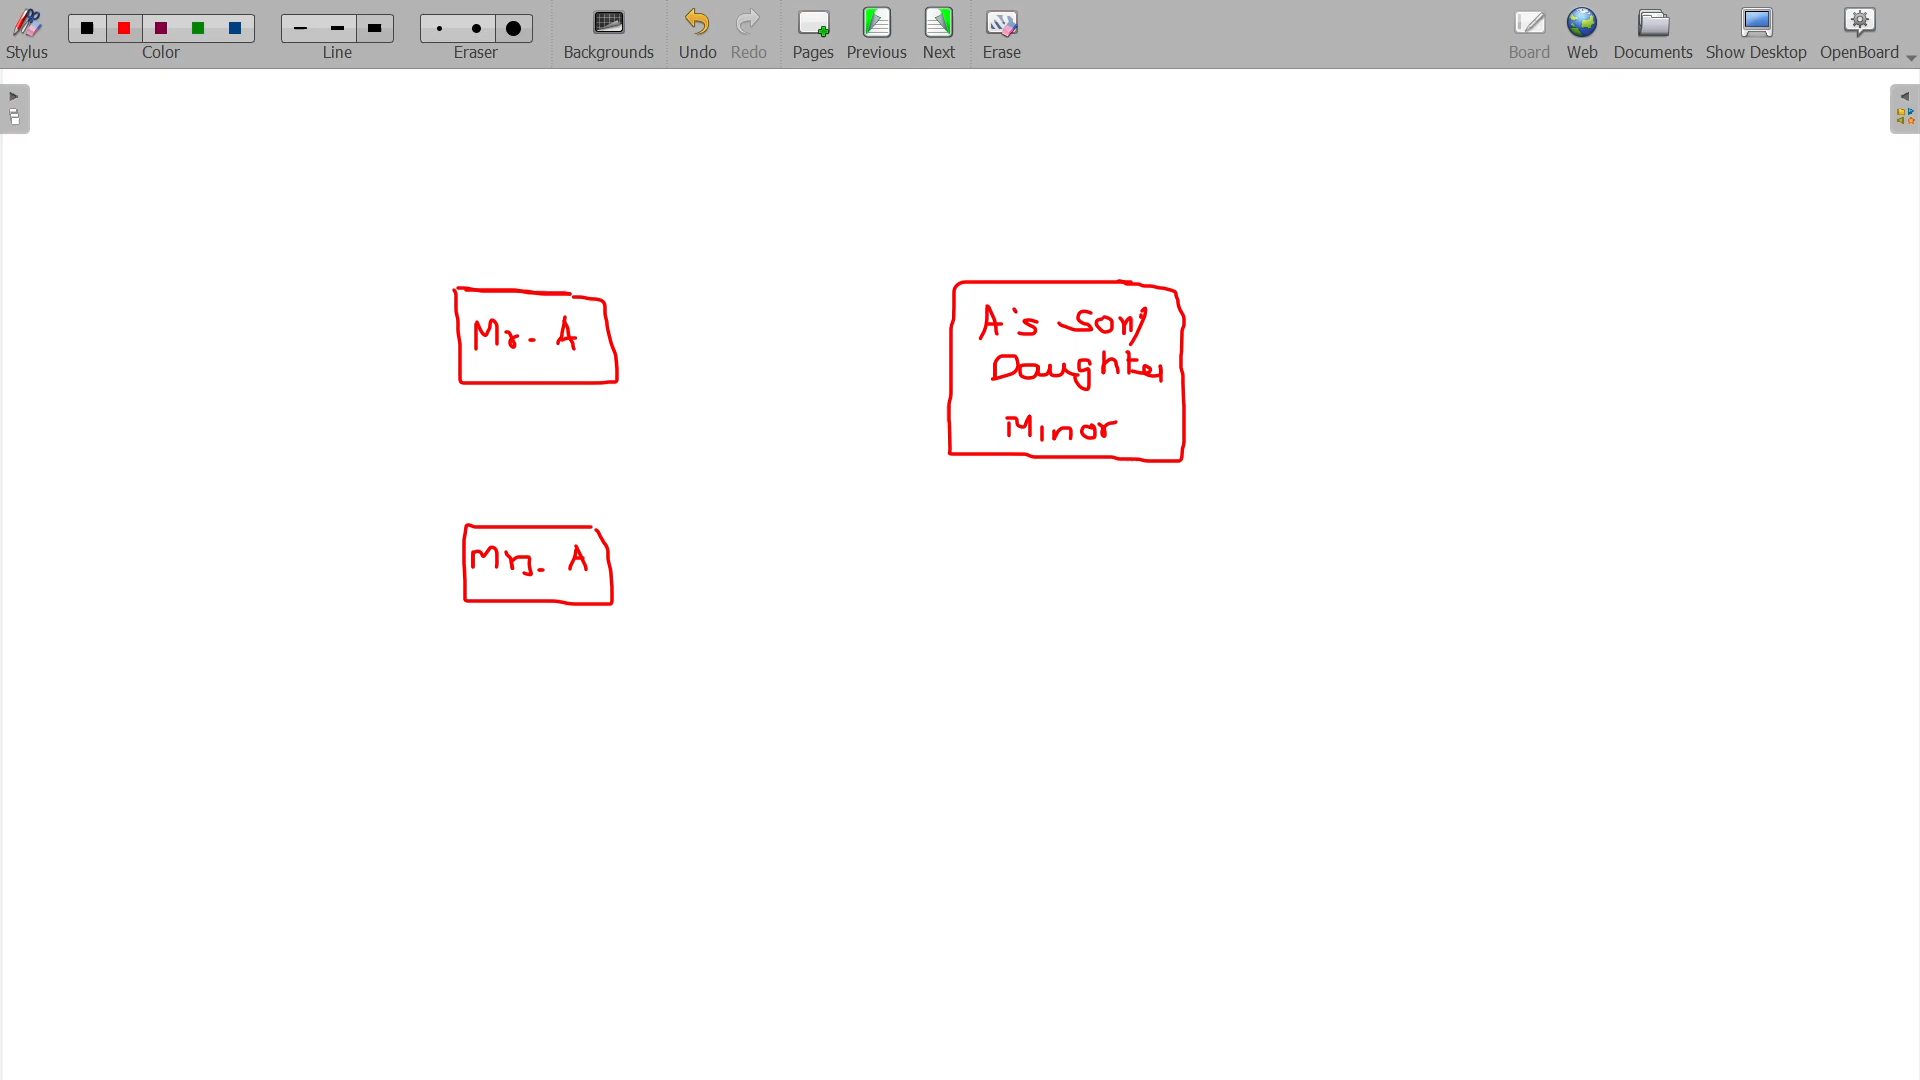 Stylus
Color
Line
Eraser
Backgrounds
Undo
Redo
Pages
Previous
Next
Erase
Board
Web
Documents
Show Desktop
OpenBoard
Mr. A
A's son/
Daughter
Minor
Mrs. A